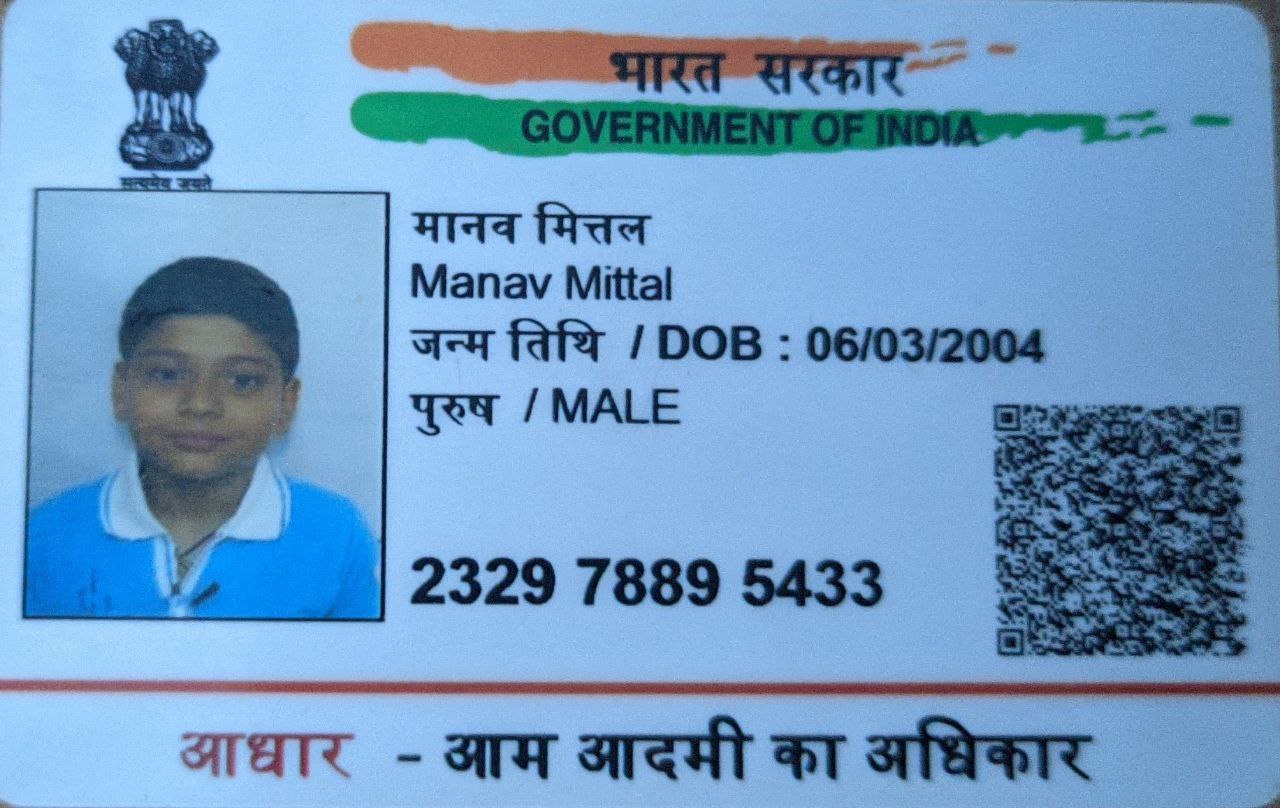 भारत सरकार
GOVERNMENT OF INDIA
सत्यमेव जयते
मानव मित्तल
Manav Mittal
जन्म तिथि / DOB : 06/03/2004
पुरुष / MALE
2329 7889 5433
आधार - आम आदमी का अधिकार